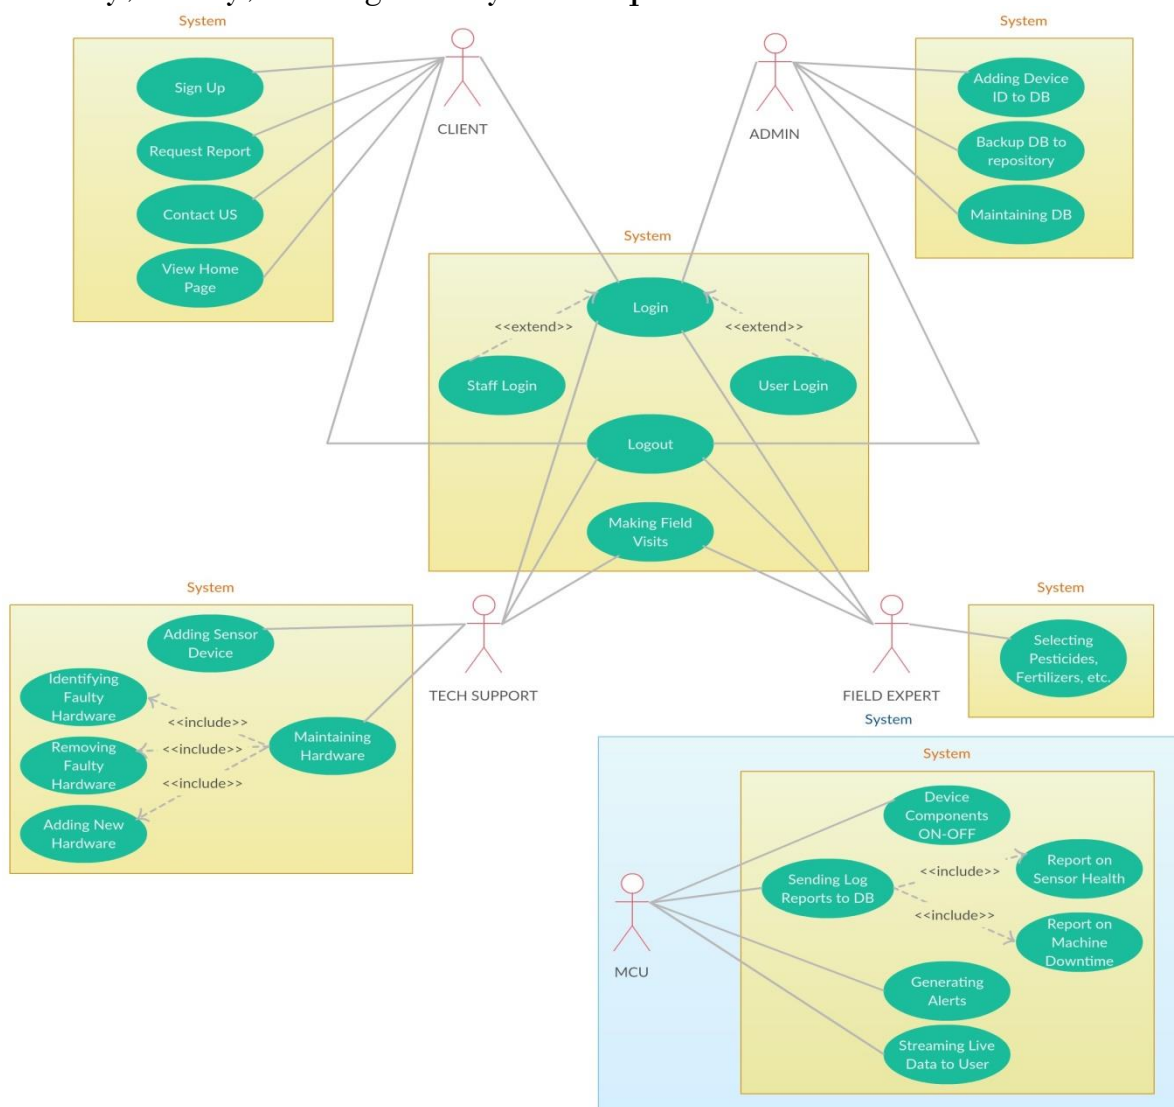 System
System
Sign Up
Request Report
Contact US
View Home
Page
CLIENT
ADMIN
Adding Device
ID to DB
Backup DB to
repository
Maintaining DB
System
Login
<<extend>>
<<extend>>
Staff Login
User Login
Logout
Making Field
Visits
System
Adding Sensor
Device
Identifying
Faulty
Hardware
<<include>>
Removing
Faulty
Hardware
<<include>>
Maintaining
Hardware
<<include>>
Adding New
Hardware
TECH SUPPORT
FIELD EXPERT
System
Selecting
Pesticides,
Fertilizers, etc.
System
System
Device
Components
ON-OFF
Sending Log
Reports to DB
<<include>>
Report on
Sensor Health
<<include>>
Report on
Machine
Downtime
MCU
Generating
Alerts
Streaming Live
Data to User